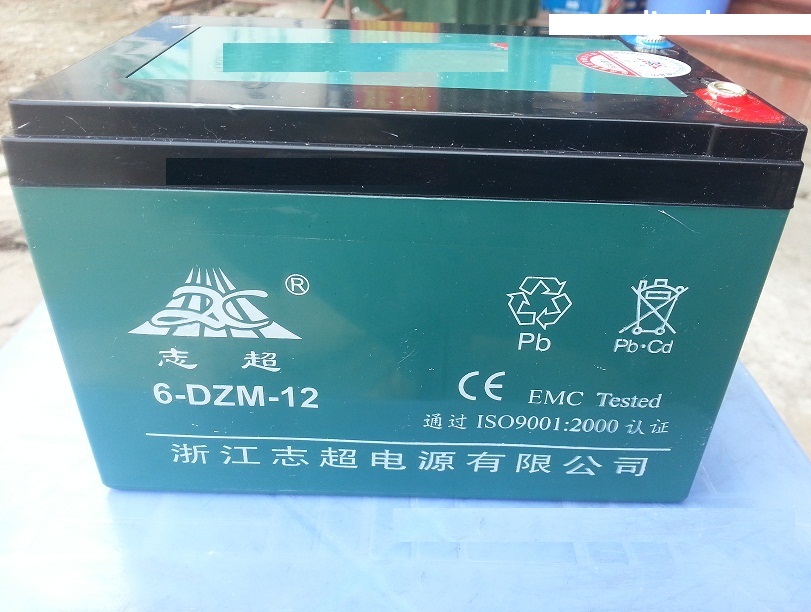 ®
志超
6-DZM-12
Pb
Pb·Cd
CE EMC Tested
通过 ISO9001:2000 认证
浙江志超电源有限公司